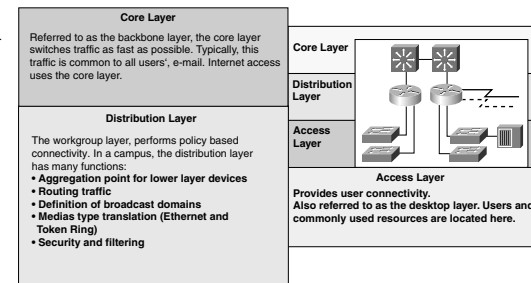 Core Layer
Referred to as the backbone layer, the core layer
switches traffic as fast as possible. Typically, this
traffic is common to all users‘, e-mail. Internet access
uses the core layer.
Distribution Layer
The workgroup layer, performs policy based
connectivity. In a campus, the distribution layer
has many functions:
• Aggregation point for lower layer devices
• Routing traffic
• Definition of broadcast domains
• Medias type translation (Ethernet and
Token Ring)
• Security and filtering
Core Layer
Distribution
Layer
Access
Layer
Access Layer
Provides user connectivity.
Also referred to as the desktop layer. Users and
commonly used resources are located here.